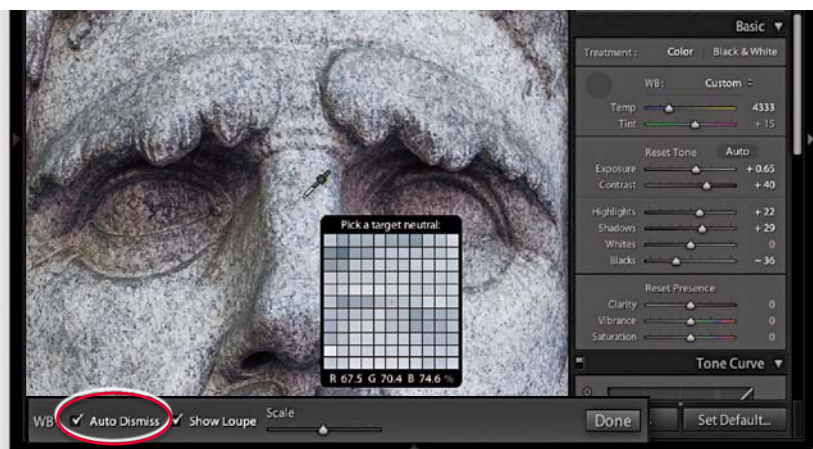 Basic
Treatment : Color Black & White
WB : Custom
Temp 4333
Tint + 15
Reset Tone Auto
Exposure + 0.65
Contrast + 40
Highlights + 22
Shadows + 29
Whites 0
Blacks – 36
Reset Presence
Clarity 0
Vibrance 0
Saturation 0
Tone Curve
Pick a target neutral:
R 67.5 G 70.4 B 74.6 %
WB Auto Dismiss Show Loupe Scale Done
Set Default...